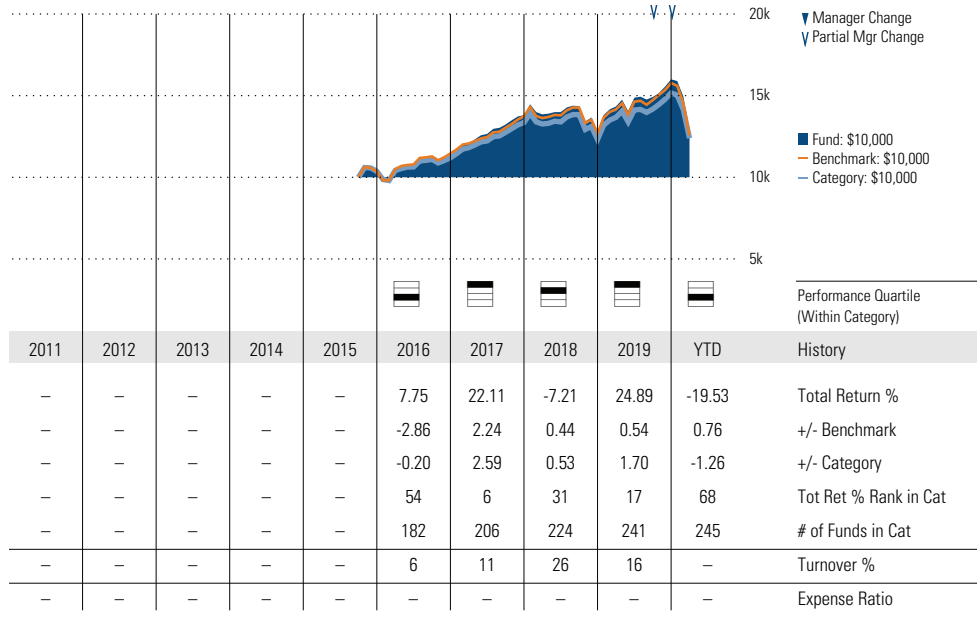 20k
Manager Change
Partial Mgr Change
15k
Fund: $10,000
Benchmark: $10,000
Category: $10,000
10k
5k
Performance Quartile
(Within Category)
2011 2012 2013 2014 2015 2016 2017 2018 2019 YTD History
– – – – – 7.75 22.11 -7.21 24.89 -19.53 Total Return %
– – – – – -2.86 2.24 0.44 0.54 0.76 +/- Benchmark
– – – – – -0.20 2.59 0.53 1.70 -1.26 +/- Category
– – – – – 54 6 31 17 68 Tot Ret % Rank in Cat
– – – – – 182 206 224 241 245 # of Funds in Cat
– – – – – 6 11 26 16 – Turnover %
– – – – – – – – – – Expense Ratio